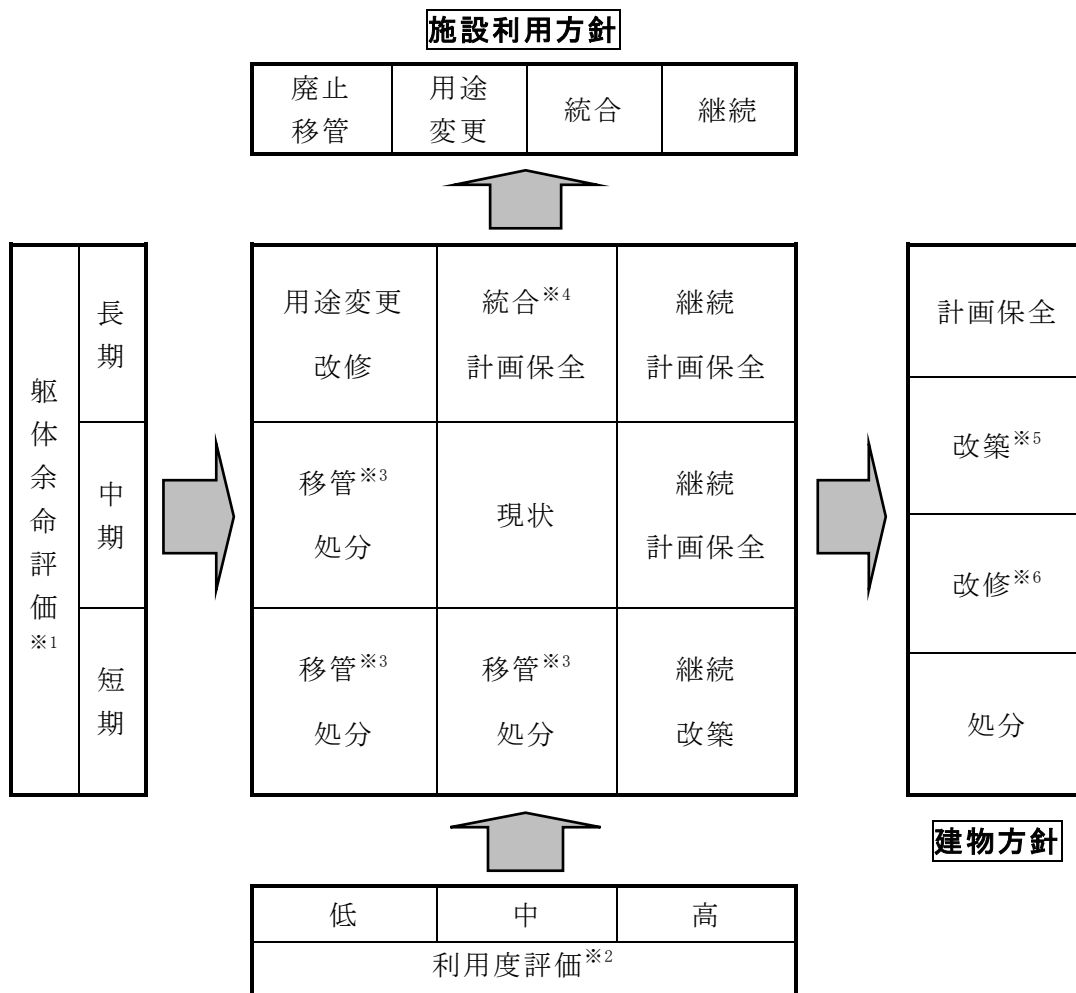 施設利用方針
廃止
移管
用途
変更
統合
継続
躯体余命評価※1
長期
中期
短期
用途変更
改修
統合※4
計画保全
継続
計画保全
移管※3
処分
現状
継続
計画保全
移管※3
処分
移管※3
処分
継続
改築
計画保全
改築※5
改修※6
処分
建物方針
低
中
高
利用度評価※2